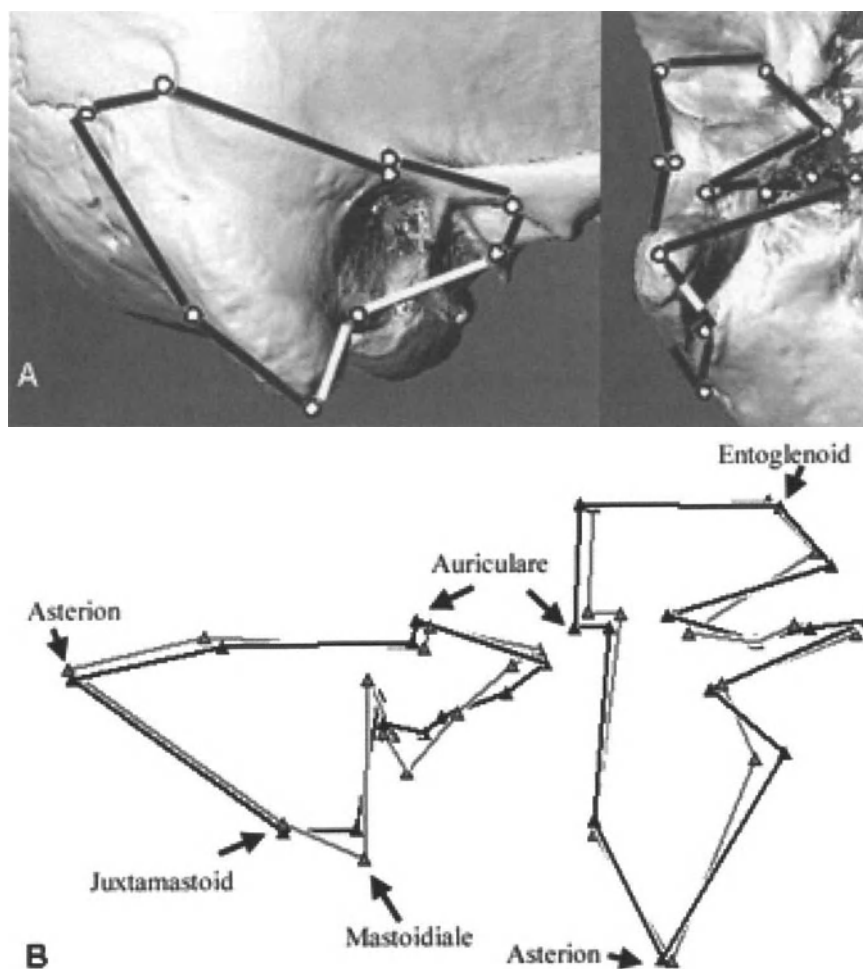 A
Entoglenoid
Auriculare
Asterion
Juxtamastoid
Mastoidiale
Asterion
B